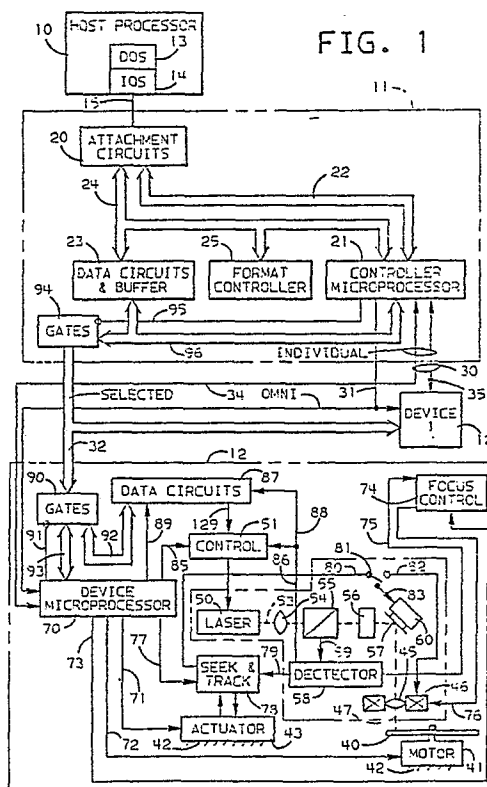 HOST PROCESSOR
FIG. 1
10
DOS
13
IOS
14
15
11
20
ATTACHMENT CIRCUITS
22
24
23
25
21
DATA CIRCUITS & BUFFER
FORMAT CONTROLLER
CONTROLLER MICROPROCESSOR
94
95
GATES
96
INDIVIDUAL
30
31
35
SELECTED
34
OMNI
DEVICE 1
12
32
12
90
87
74
GATES
DATA CIRCUITS
FOCUS CONTROL
129
88
75
91
92
89
51
93
85
CONTROL
86
81
82
80
DEVICE MICROPROCESSOR
50
53
54
55
56
83
70
LASER
60
73
77
59
57
45
79
SEEK & TRACK
DECTECTOR
46
71
78
58
47
76
72
ACTUATOR
40
42
43
MOTOR
41
42